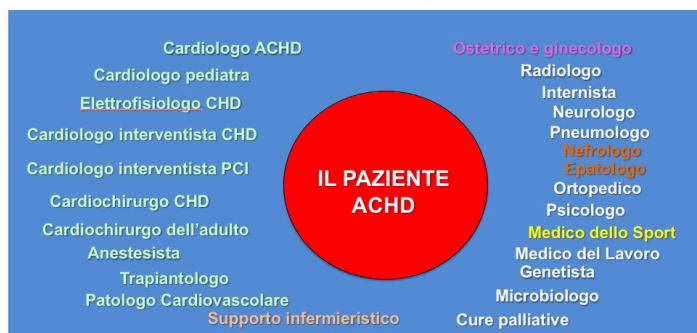 Cardiologo ACHD
Cardiologo pediatra
Elettrofisiologo CHD
Cardiologo interventista CHD
Cardiologo interventista PCI
Cardiochirurgo CHD
Cardiochirurgo dell'adulto
Anestesista
Trapiantologo
Patologo Cardiovascolare
Supporto infermieristico
IL PAZIENTE
ACHD
Ostetrico e ginecologo
Radiologo
Internista
Neurologo
Pneumologo
Nefrologo
Epatologo
Ortopedico
Psicologo
Medico dello Sport
Medico del Lavoro
Genetista
Microbiologo
Cure palliative